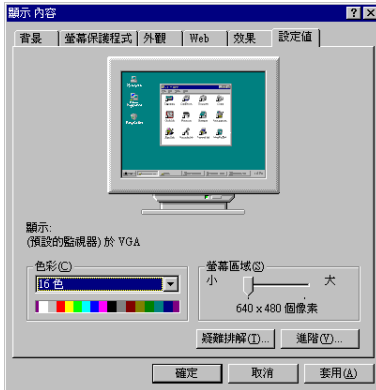 顯示 內容
背景 螢幕保護程式 外觀 Web 效果 設定值
顯示:
(預設的監視器) 於 VGA
色彩(C)
16 色
螢幕區域(S)
小 大
640 x 480 個像素
疑難排解(T)... 進階(V)...
確定 取消 套用(A)